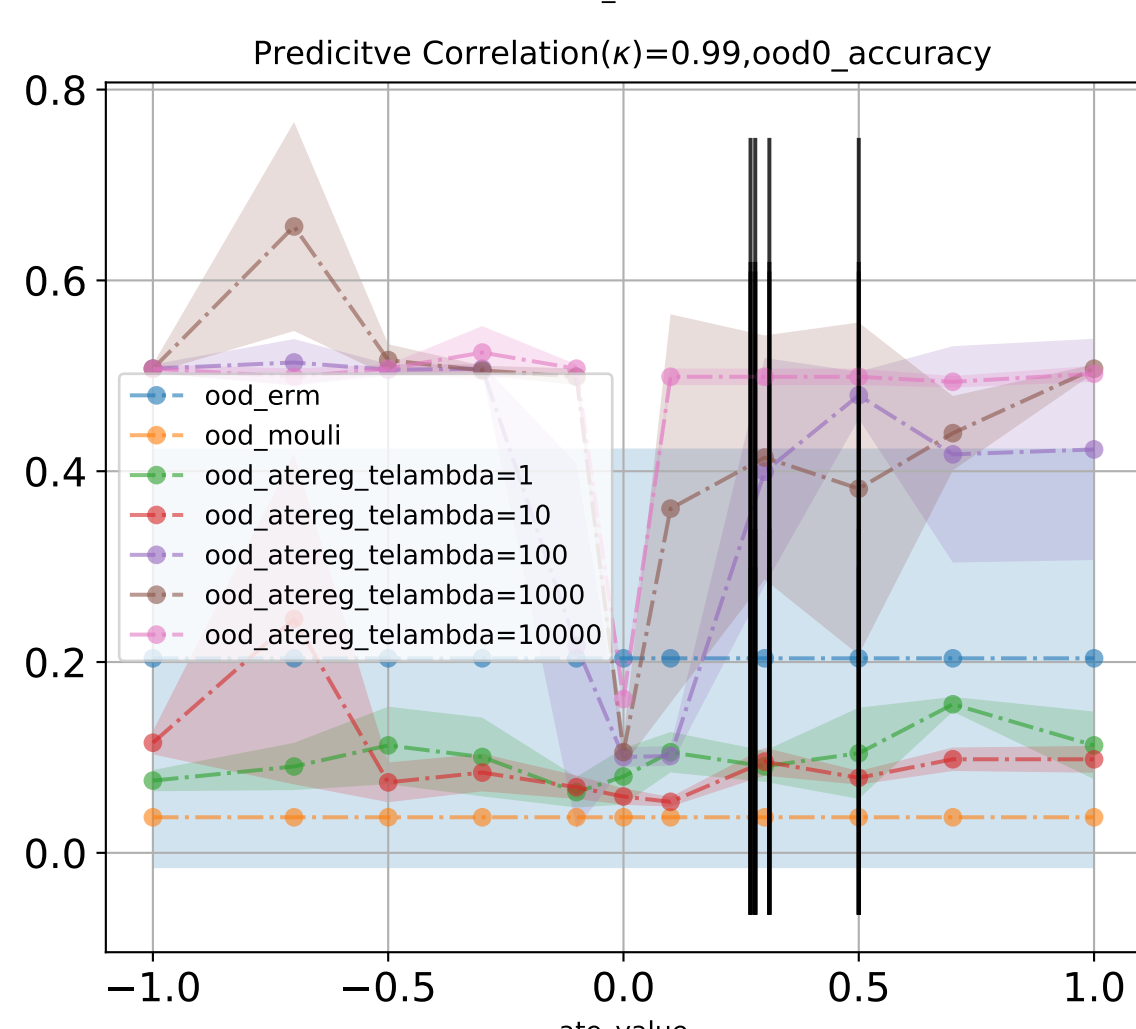 Predicitve Correlation(κ)=0.99,ood0_accuracy
0.8
0.6
0.4
0.2
0.0
ood_erm
ood_mouli
ood_atereg_telambda=1
ood_atereg_telambda=10
ood_atereg_telambda=100
ood_atereg_telambda=1000
ood_atereg_telambda=10000
−1.0 −0.5 0.0 0.5 1.0
ate_value